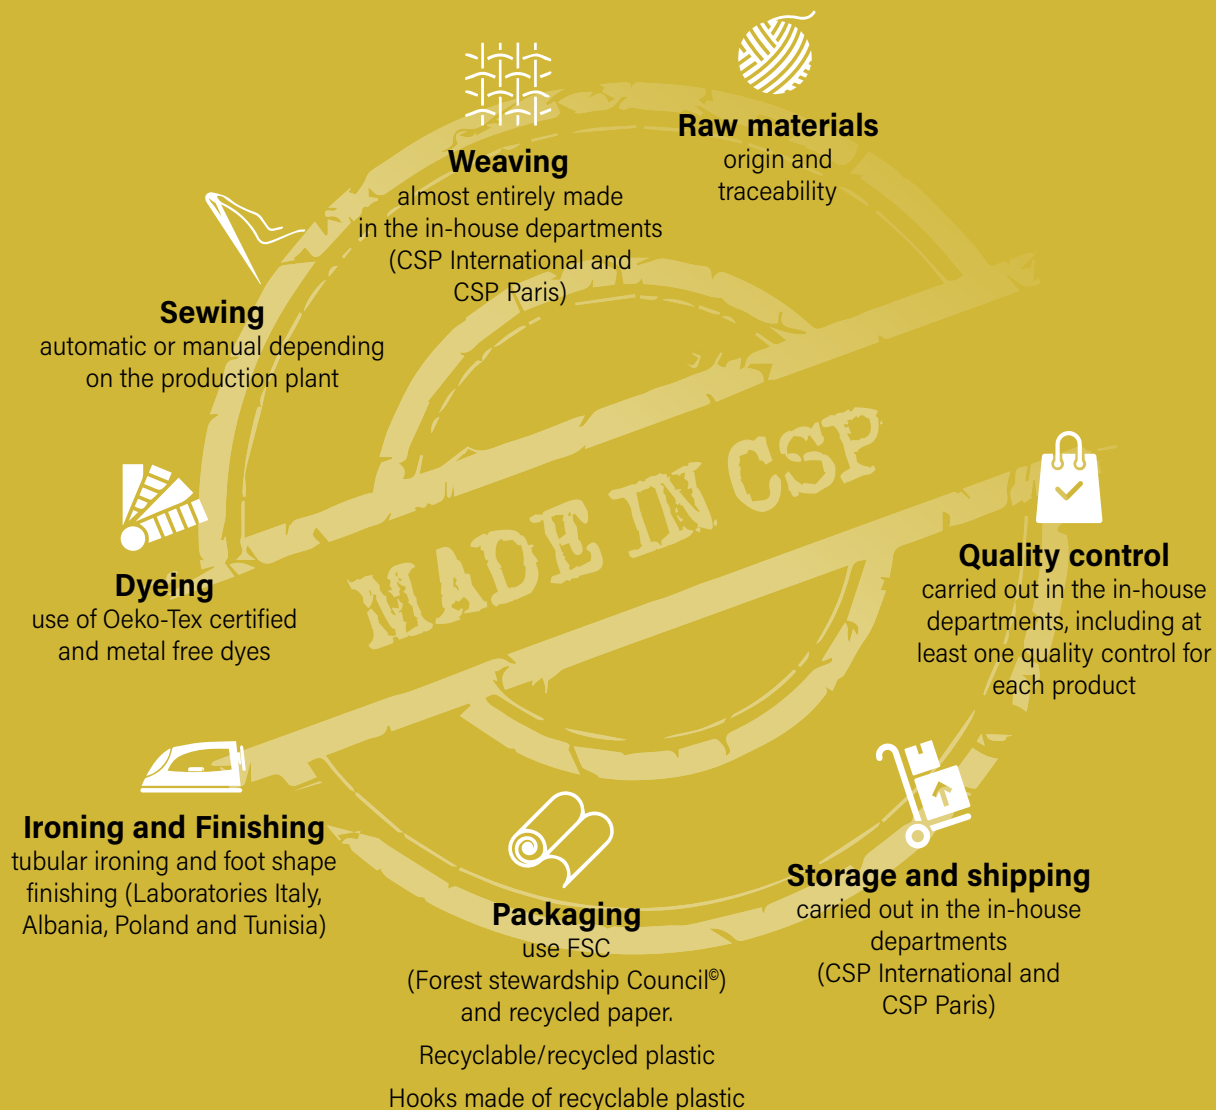 Raw materials
origin and
traceability
Weaving
almost entirely made
in the in-house departments
(CSP International and
CSP Paris)
Sewing
automatic or manual depending
on the production plant
Dyeing
use of Oeko-Tex certified
and metal free dyes
Ironing and Finishing
tubular ironing and foot shape
finishing (Laboratories Italy,
Albania, Poland and Tunisia)
Packaging
use FSC
(Forest stewardship Council©)
and recycled paper.
Recyclable/recycled plastic
Hooks made of recyclable plastic
Storage and shipping
carried out in the in-house
departments
(CSP International and
CSP Paris)
Quality control
carried out in the in-house
departments, including at
least one quality control for
each product
MADE IN CSP